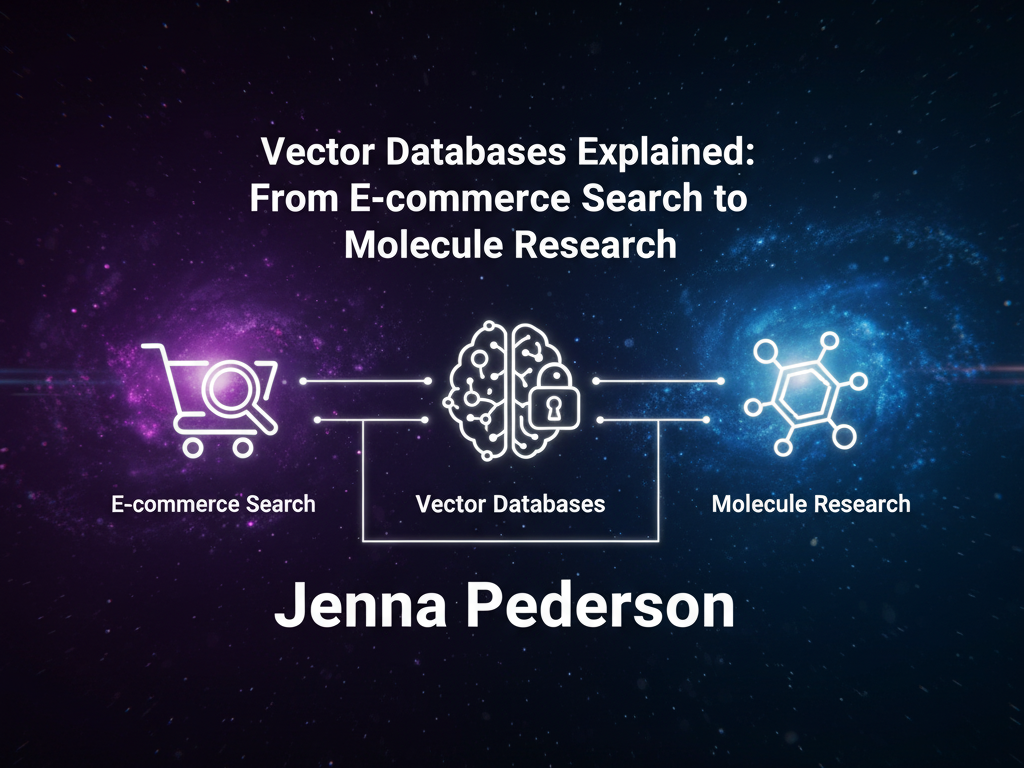 Vector Databases Explained:
From E-commerce Search to
Molecule Research
E-commerce Search
Vector Databases
Molecule Research
Jenna Pederson